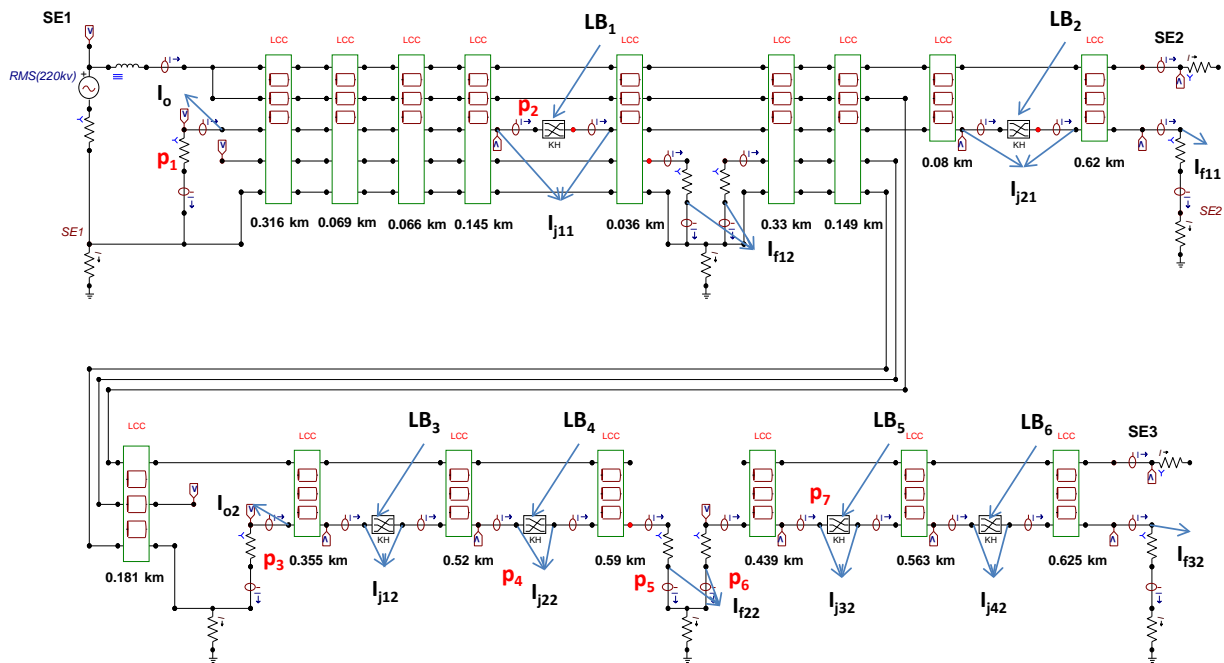 SE1
V
LCC
LCC
LCC
LCC
LB1
LCC
LCC
LCC
LCC
LB2
LCC
SE2
RMS(220kv)
+
I
I
I
Io
V
I
p1
V
I
p2
KH
V
I
I
I
I
KH
V
I
V
I
If11
SE1
0.316 km
0.069 km
0.066 km
0.145 km
Ij11
0.036 km
If12
0.33 km
0.149 km
0.08 km
Ij21
0.62 km
SE2
LCC
LCC
LB3
LCC
LB4
LCC
LCC
LB5
LCC
LB6
LCC
SE3
V
Io2
V
I
p3
0.181 km
0.355 km
KH
Ij12
0.52 km
KH
p4
Ij22
0.59 km
p5
V
p6
If22
0.439 km
p7
KH
Ij32
0.563 km
KH
Ij42
0.625 km
If32